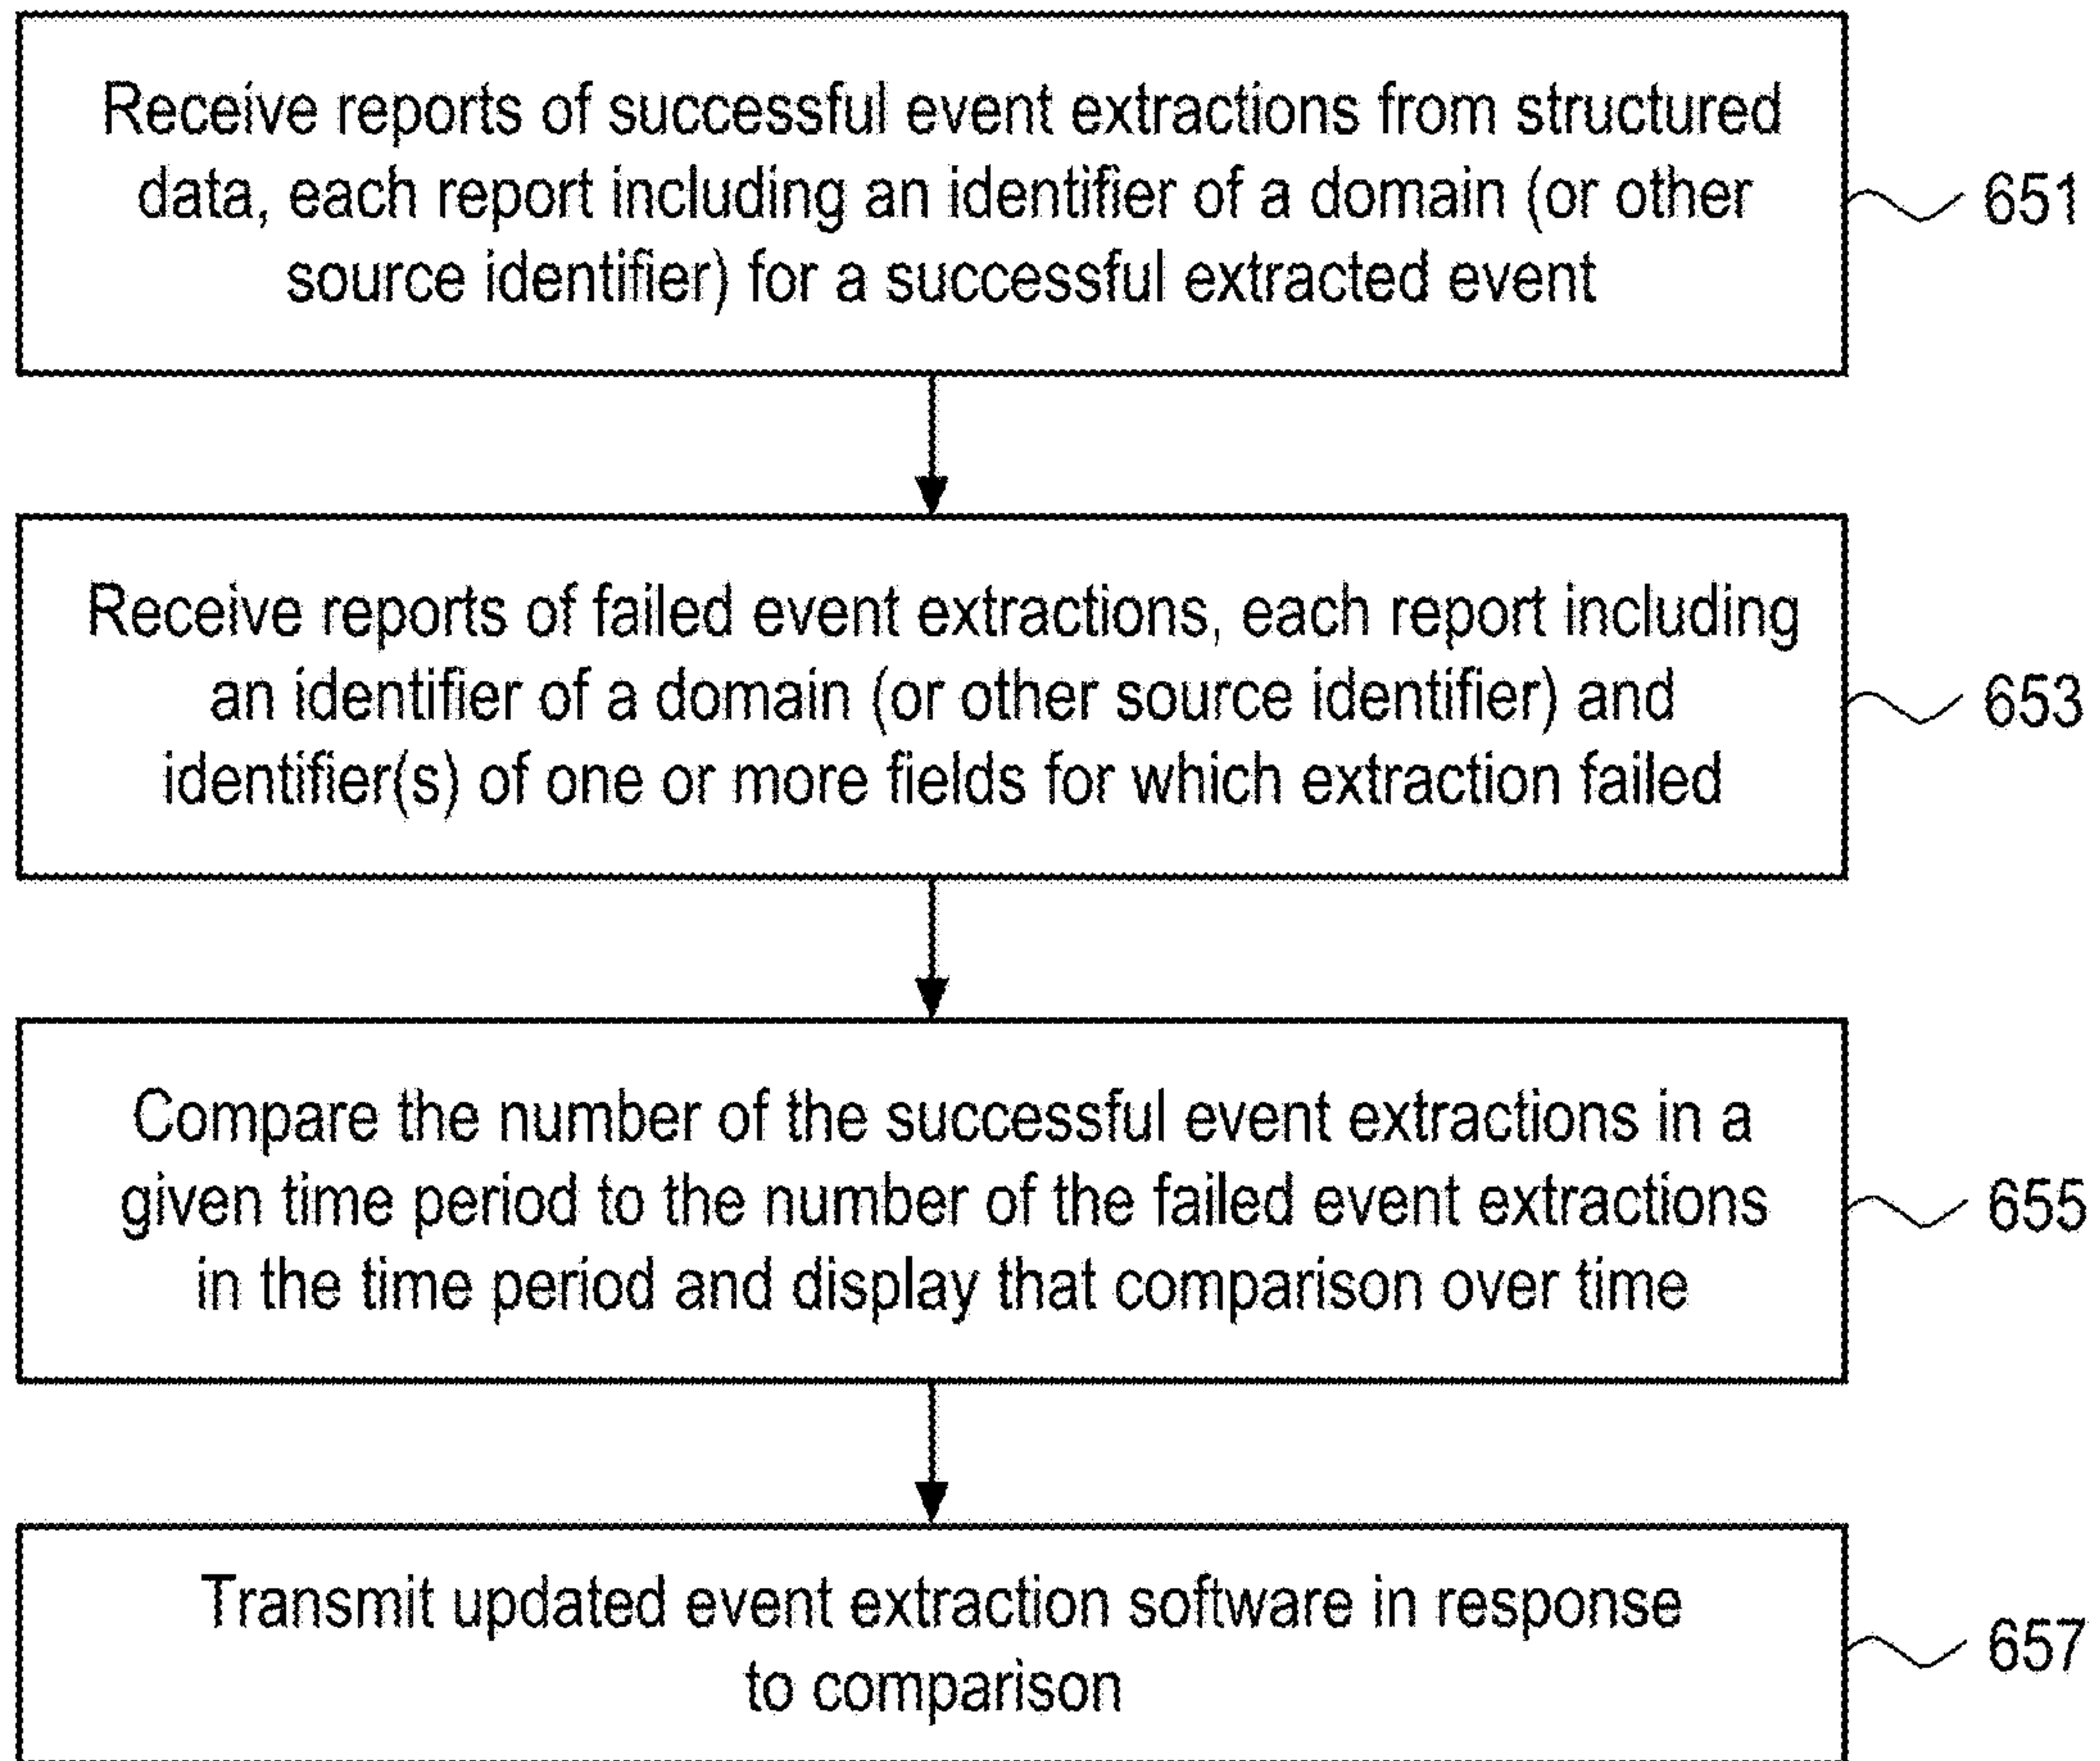 Receive reports of successful event extractions from structured
data, each report including an identifier of a domain (or other
source identifier) for a successful extracted event
651
Receive reports of failed event extractions, each report including
an identifier of a domain (or other source identifier) and
identifier(s) of one or more fields for which extraction failed
653
Compare the number of the successful event extractions in a
given time period to the number of the failed event extractions
in the time period and display that comparison over time
655
Transmit updated event extraction software in response
to comparison
657